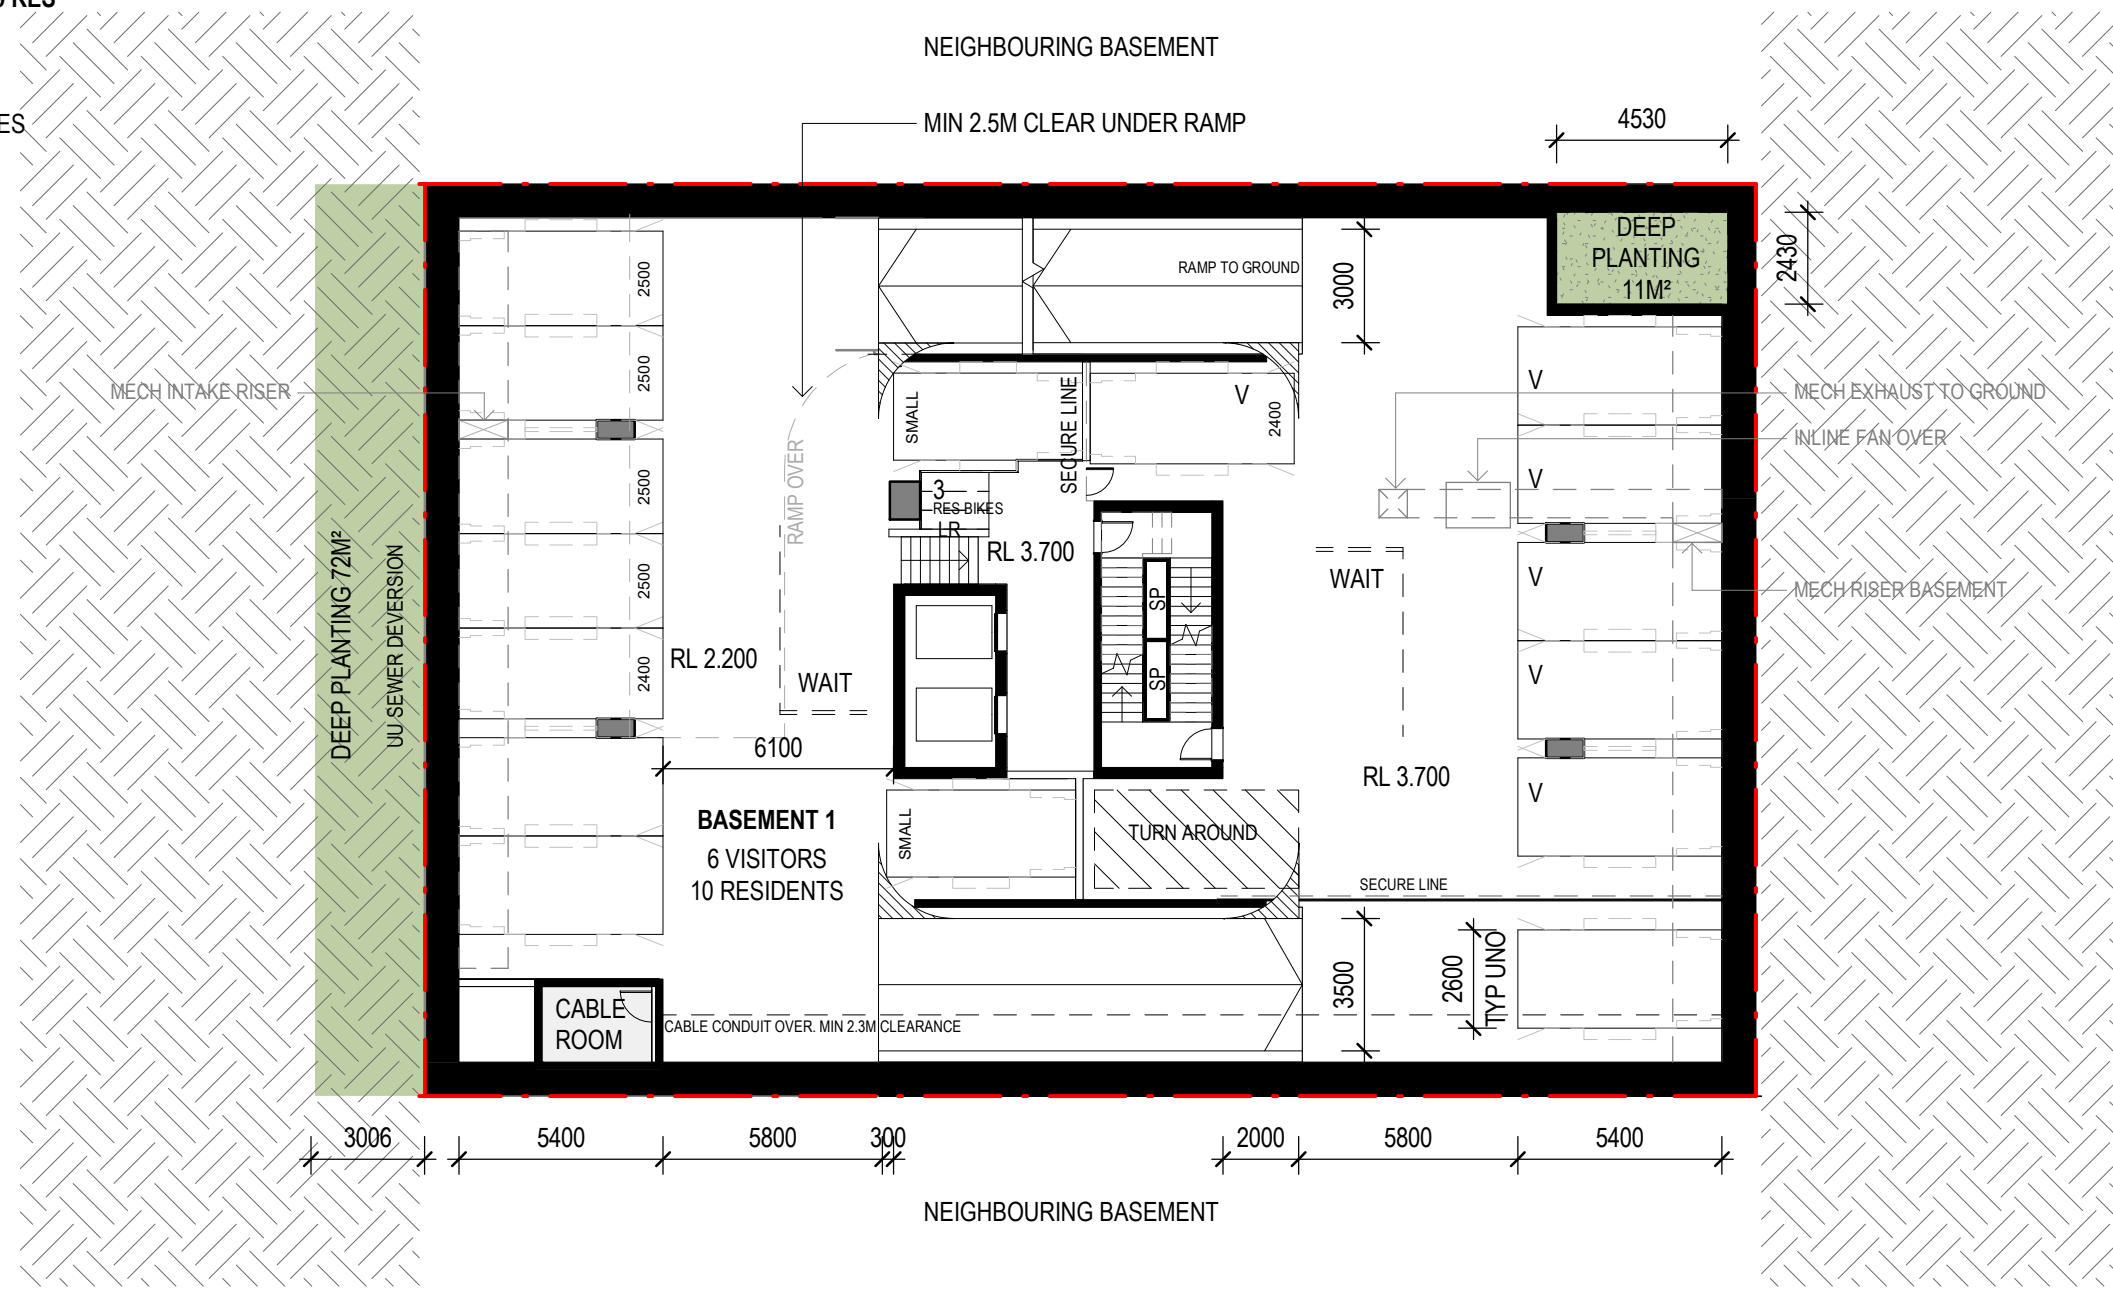 NEIGHBOURING BASEMENT
ES
MIN 2.5M CLEAR UNDER RAMP
4530
DEEP
PLANTING
11M²
2430
2500
RAMP TO GROUND
3000
2500
MECH INTAKE RISER
SMALL
SECURE LINE
V
2400
V
MECH EXHAUST TO GROUND
INLINE FAN OVER
RAMP OVER
2500
3
RES BIKES
LR
V
RL 3.700
DEEP PLANTING 72M²
UU SEWER DEVERSION
2500
WAIT
V
MECH RISER BASEMENT
SP
SP
2400
RL 2.200
WAIT
V
6100
RL 3.700
V
BASEMENT 1
6 VISITORS
10 RESIDENTS
SMALL
TURN AROUND
SECURE LINE
3500
2600
TYP UNO
CABLE
ROOM
CABLE CONDUIT OVER. MIN 2.3M CLEARANCE
3006
5400
5800
300
2000
5800
5400
NEIGHBOURING BASEMENT